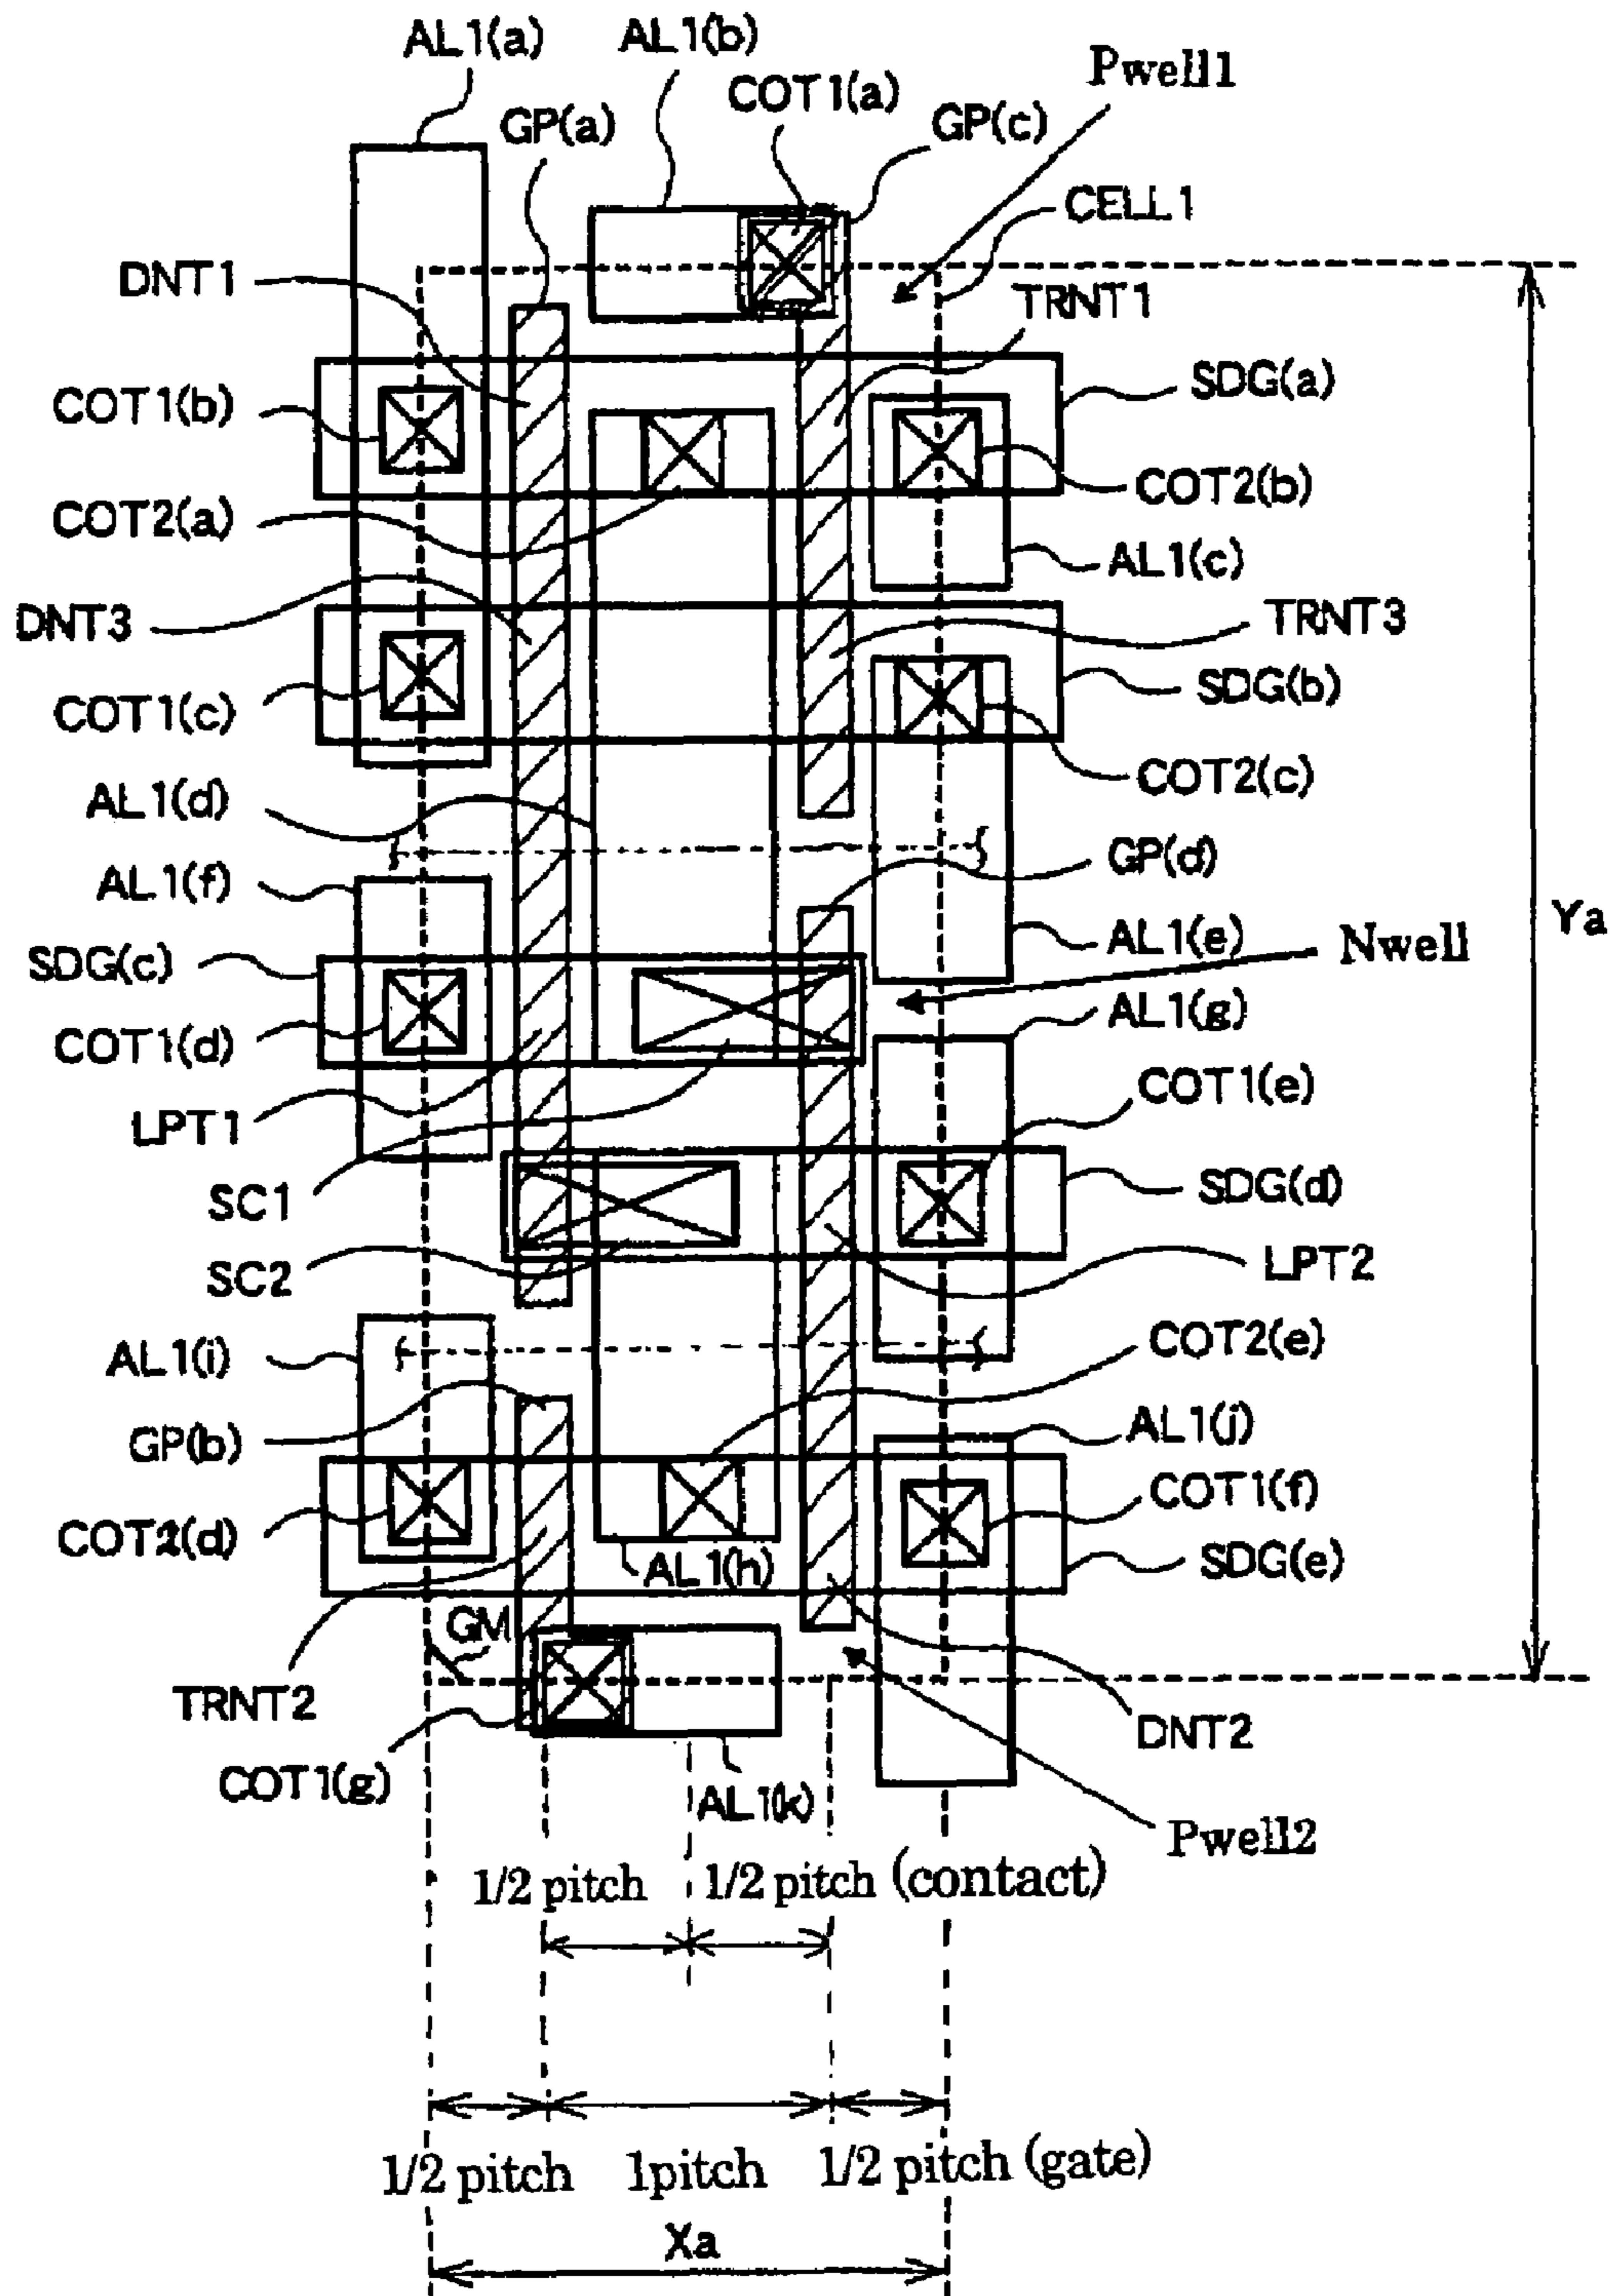 AL1(a)
AL1(b)
Pwell1
COT1(a)
GP(a)
GP(c)
CELL1
DNT1
TRNT1
COT1(b)
SDG(a)
COT2(a)
COT2(b)
AL1(c)
DNT3
TRNT3
COT1(c)
SDG(b)
COT2(c)
AL1(d)
GP(d)
AL1(f)
Ya
SDG(c)
AL1(e)
Nwell
COT1(d)
AL1(g)
COT1(e)
LPT1
SC1
SDG(d)
SC2
LPT2
AL1(i)
COT2(e)
GP(b)
AL1(j)
COT1(f)
COT2(d)
AL1(h)
SDG(e)
GM
TRNT2
DNT2
COT1(g)
AL1(k)
Pwell2
1/2 pitch 1/2 pitch (contact)
1/2 pitch 1pitch 1/2 pitch (gate)
Xa